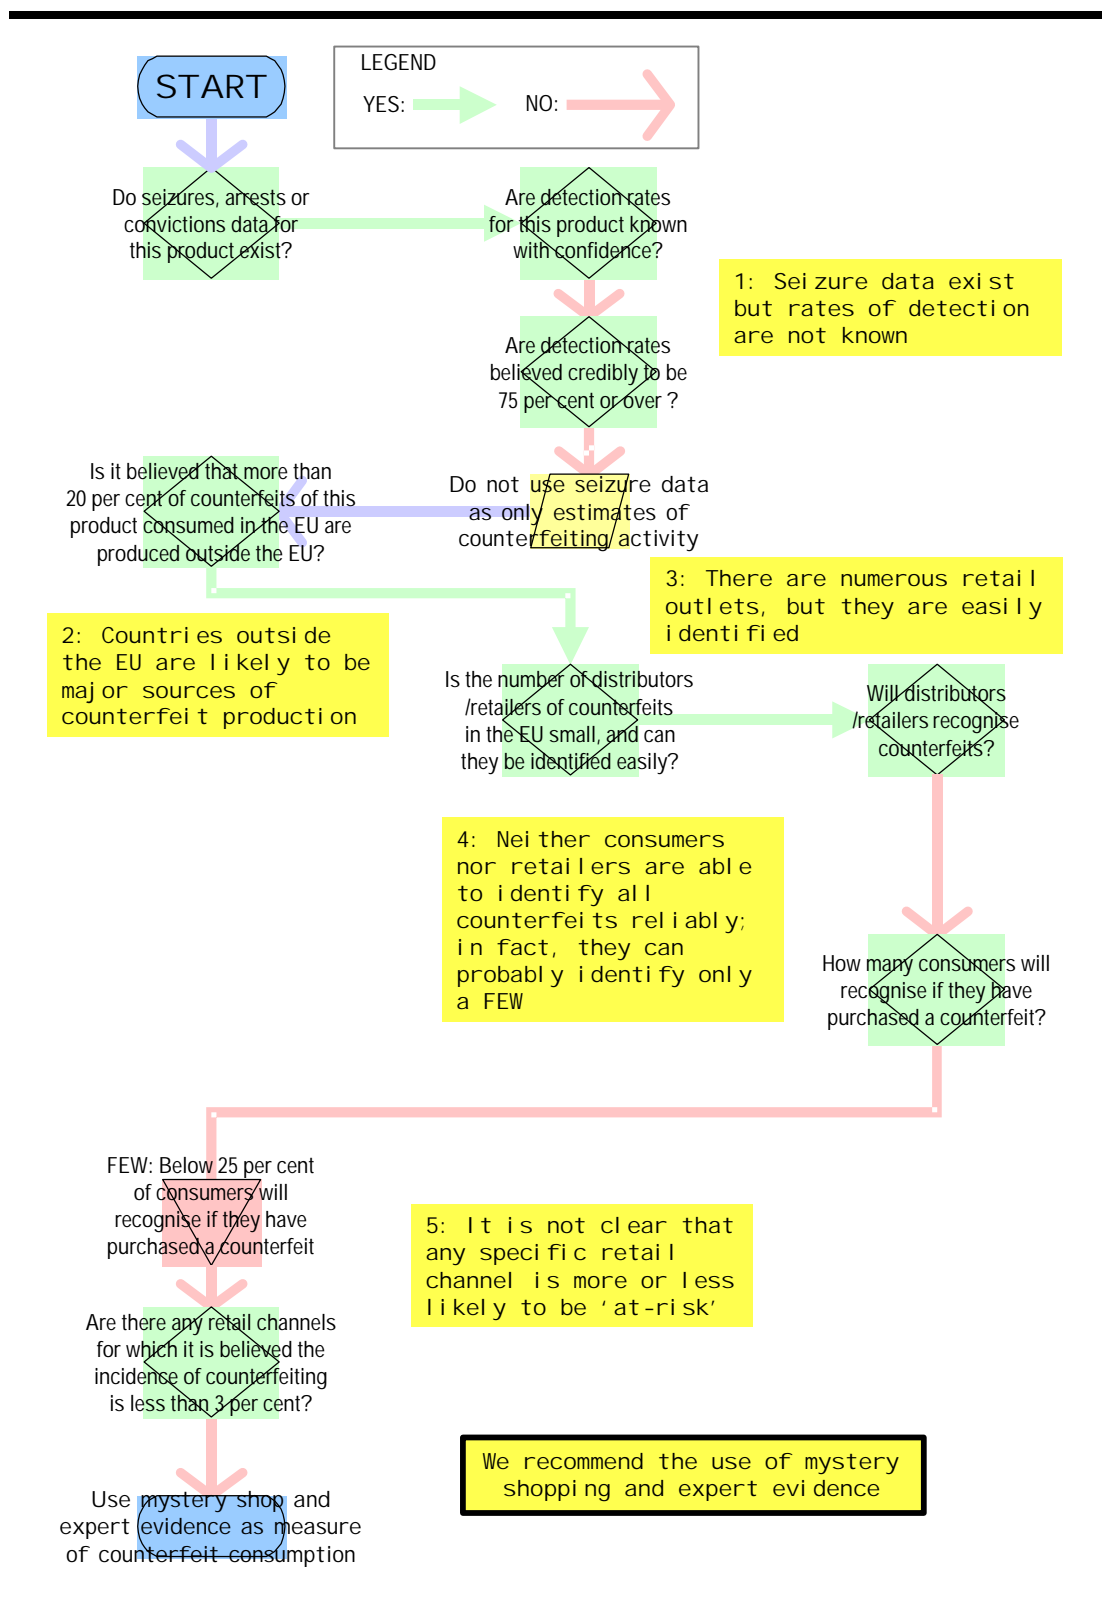 START
LEGEND
YES:
NO:
Do seizures, arrests or
convictions data for
this product exist?
Are detection rates
for this product known
with confidence?
1: Seizure data exist
but rates of detection
are not known
Are detection rates
believed credibly to be
75 per cent or over ?
Is it believed that more than
20 per cent of counterfeits of this
product consumed in the EU are
produced outside the EU?
Do not use seizure data
as only estimates of
counterfeiting activity
3: There are numerous retail
outlets, but they are easily
identified
2: Countries outside
the EU are likely to be
major sources of
counterfeit production
Is the number of distributors
/retailers of counterfeits
in the EU small, and can
they be identified easily?
Will distributors
/retailers recognise
counterfeits?
4: Neither consumers
nor retailers are able
to identify all
counterfeits reliably;
in fact, they can
probably identify only
a FEW
How many consumers will
recognise if they have
purchased a counterfeit?
FEW: Below 25 per cent
of consumers will
recognise if they have
purchased a counterfeit
5: It is not clear that
any specific retail
channel is more or less
likely to be ‘at-risk’
Are there any retail channels
for which it is believed the
incidence of counterfeiting
is less than 3 per cent?
We recommend the use of mystery
shopping and expert evidence
Use mystery shop and
expert evidence as measure
of counterfeit consumption